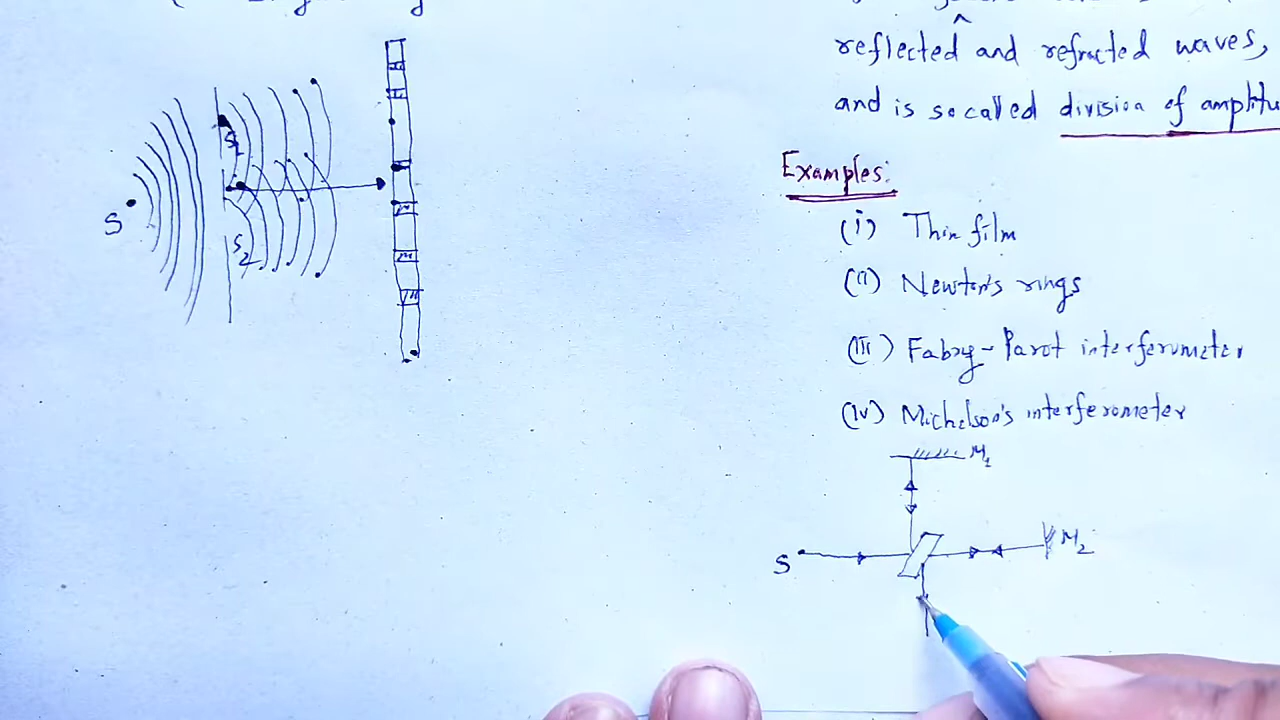 S
S1
S2
reflected and refracted waves,
and is so called division of amplitu
Examples:
(i) Thin film
(ii) Newton's rings
(iii) Fabry-Parot interferometer
(iv) Michelson's interferometer
M1
S
M2